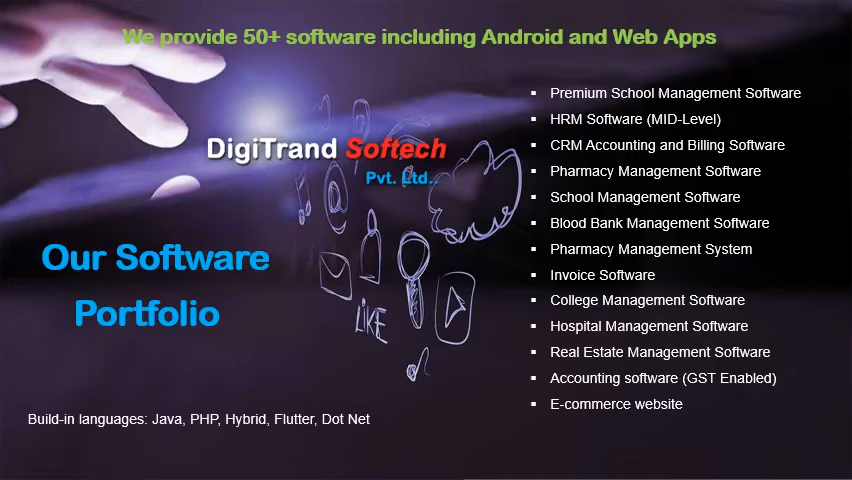 We provide 50+ software including Android and Web Apps
DigiTrand Softech
Pvt. Ltd..
Our Software
Portfolio
LIKE
Build-in languages: Java, PHP, Hybrid, Flutter, Dot Net
Premium School Management Software
HRM Software (MID-Level)
CRM Accounting and Billing Software
Pharmacy Management Software
School Management Software
Blood Bank Management Software
Pharmacy Management System
Invoice Software
College Management Software
Hospital Management Software
Real Estate Management Software
Accounting software (GST Enabled)
E-commerce website